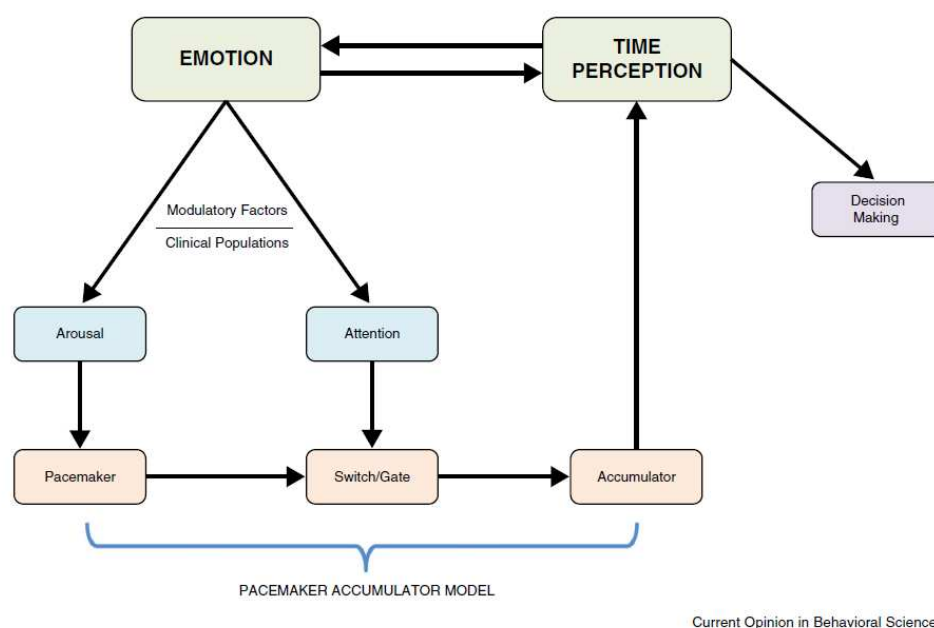 EMOTION
TIME
PERCEPTION
Decision
Making
Modulatory Factors
Clinical Populations
Arousal
Attention
Pacemaker
Switch/Gate
Accumulator
PACEMAKER ACCUMULATOR MODEL
Current Opinion in Behavioral Science